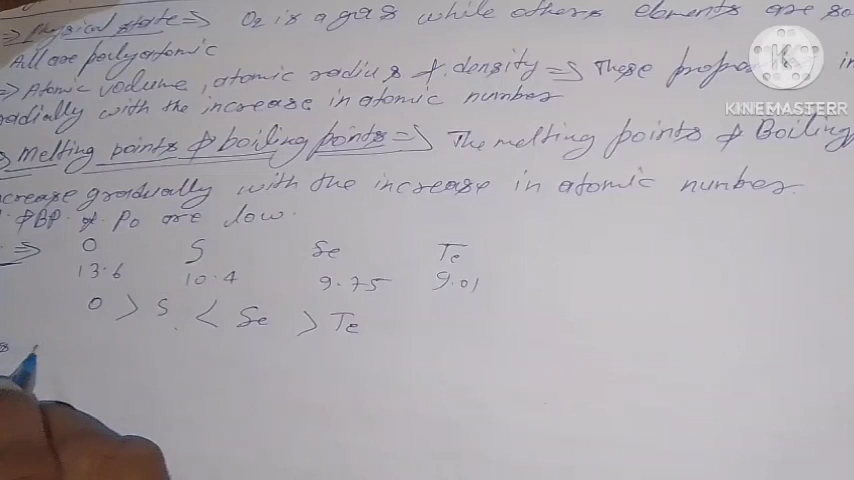 ⇒ Physical state ⇒ O2 is a gas while others elements are so
All are polyatomic
⇒ Atomic volume, atomic radius & density ⇒ These prop in
radially with the increase in atomic number
Melting points & boiling points ⇒ The melting points & Boiling
crease gradually with the increase in atomic number.
& BP of Po are low.
⇒ O S Se Te
13.6 10.4 9.75 9.01
O > S < Se > Te
K
KINEMASTERR